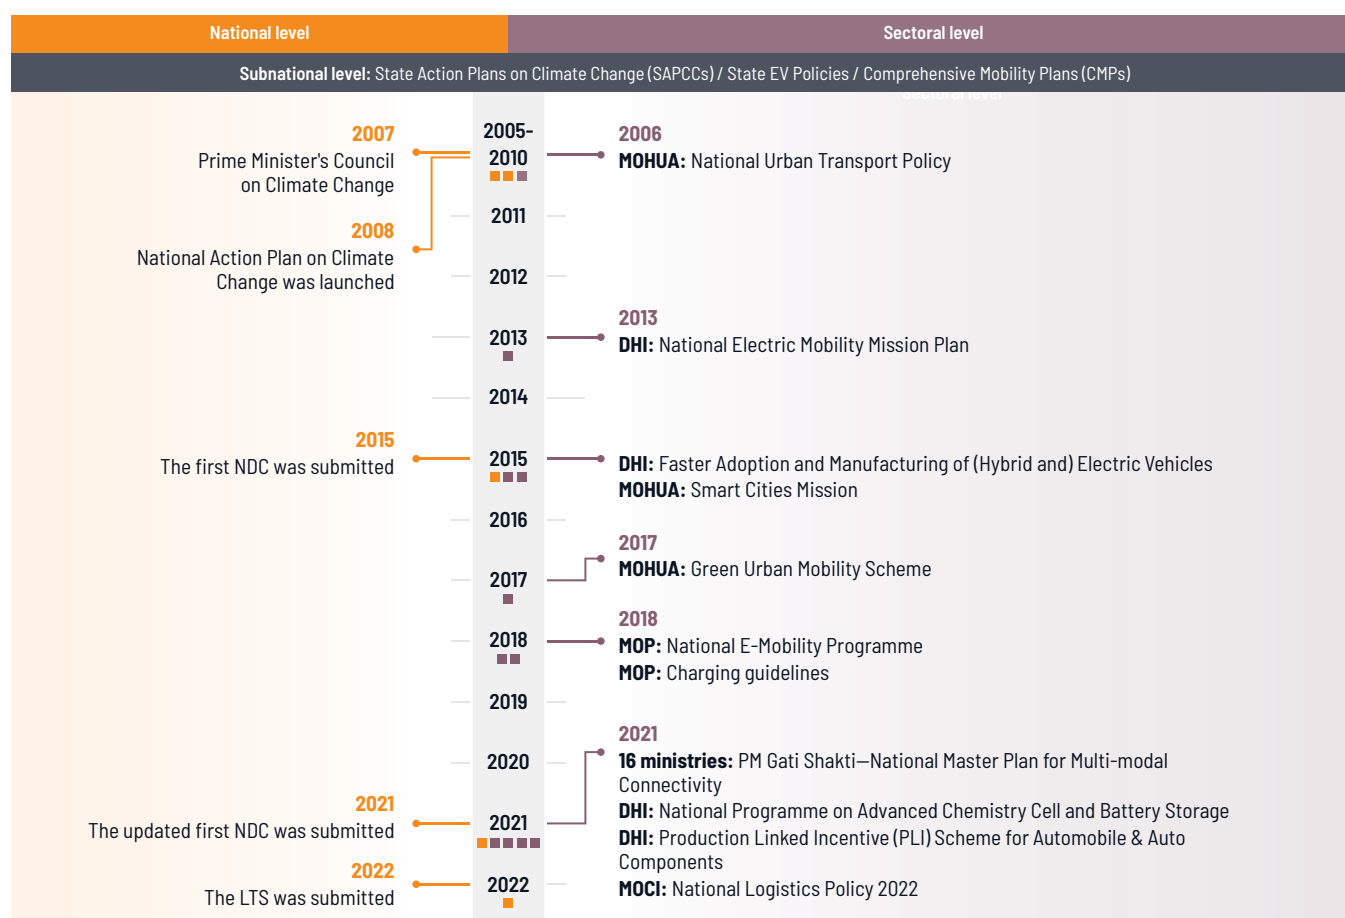 National level
Sectoral level
Subnational level: State Action Plans on Climate Change (SAPCCs) / State EV Policies / Comprehensive Mobility Plans (CMPs)
Sectoral level
2007
Prime Minister's Council
on Climate Change
2008
National Action Plan on Climate
Change was launched
2015
The first NDC was submitted
2021
The updated first NDC was submitted
2022
The LTS was submitted
2005-
2010
2011
2012
2013
2014
2015
2016
2017
2018
2019
2020
2021
2022
2006
MOHUA: National Urban Transport Policy
2013
DHI: National Electric Mobility Mission Plan
DHI: Faster Adoption and Manufacturing of (Hybrid and) Electric Vehicles
MOHUA: Smart Cities Mission
2017
MOHUA: Green Urban Mobility Scheme
2018
MOP: National E-Mobility Programme
MOP: Charging guidelines
2021
16 ministries: PM Gati Shakti—National Master Plan for Multi-modal
Connectivity
DHI: National Programme on Advanced Chemistry Cell and Battery Storage
DHI: Production Linked Incentive (PLI) Scheme for Automobile & Auto
Components
MOCI: National Logistics Policy 2022